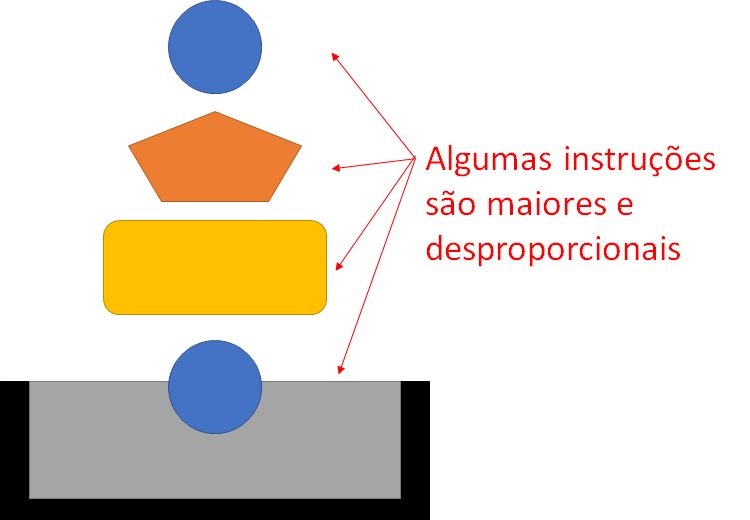 Algumas instruções
são maiores e
desproporcionais